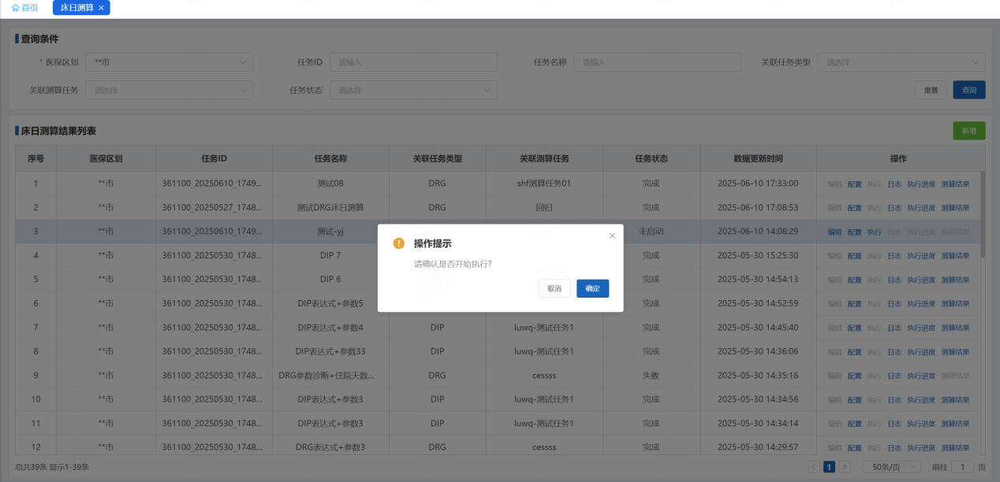 首页 床日测算 ×
查询条件
* 医保区划 **市 任务ID 请输入 任务名称 请输入 关联任务类型 请选择
关联测算任务 请选择 任务状态 请选择 重置 查询
床日测算结果列表 新增
序号 医保区划 任务ID 任务名称 关联任务类型 关联测算任务 任务状态 数据更新时间 操作
1 **市 361100_20250610_1749... 测试08 DRG shf测算任务01 完成 2025-06-10 17:33:00 编辑 配置 执行 日志 执行进度 测算结果
2 **市 361100_20250527_1748... 测试DRG床日测算 DRG 回归 完成 2025-06-10 17:08:53 编辑 配置 执行 日志 执行进度 测算结果
3 **市 361100_20250610_1749... 测试-yj 未启动 2025-06-10 14:08:29 编辑 配置 执行 日志 执行进度 测算结果
4 **市 361100_20250530_1748... DIP 7 完成 2025-05-30 15:25:30 编辑 配置 执行 日志 执行进度 测算结果
5 **市 361100_20250530_1748... DIP 6 完成 2025-05-30 14:54:13 编辑 配置 执行 日志 执行进度 测算结果
6 **市 361100_20250530_1748... DIP表达式+参数5 完成 2025-05-30 14:52:59 编辑 配置 执行 日志 执行进度 测算结果
7 **市 361100_20250530_1748... DIP表达式+参数4 DIP luwq-测试任务1 完成 2025-05-30 14:45:40 编辑 配置 执行 日志 执行进度 测算结果
8 **市 361100_20250530_1748... DIP表达式+参数33 DIP luwq-测试任务1 完成 2025-05-30 14:36:06 编辑 配置 执行 日志 执行进度 测算结果
9 **市 361100_20250530_1748... DRG参数诊断+住院天数... DRG cessss 失败 2025-05-30 14:35:16 编辑 配置 执行 日志 执行进度 测算结果
10 **市 361100_20250530_1748... DIP表达式+参数3 DIP luwq-测试任务1 完成 2025-05-30 14:34:56 编辑 配置 执行 日志 执行进度 测算结果
11 **市 361100_20250530_1748... DIP表达式+参数3 DIP luwq-测试任务1 完成 2025-05-30 14:34:14 编辑 配置 执行 日志 执行进度 测算结果
12 **市 361100_20250530_1748... DRG表达式+参数3 DRG cessss 完成 2025-05-30 14:29:57 编辑 配置 执行 日志 执行进度 测算结果
操作提示
请确认是否开始执行?
取消 确定
总共39条 显示1-39条 1 50条/页 前往 1 页